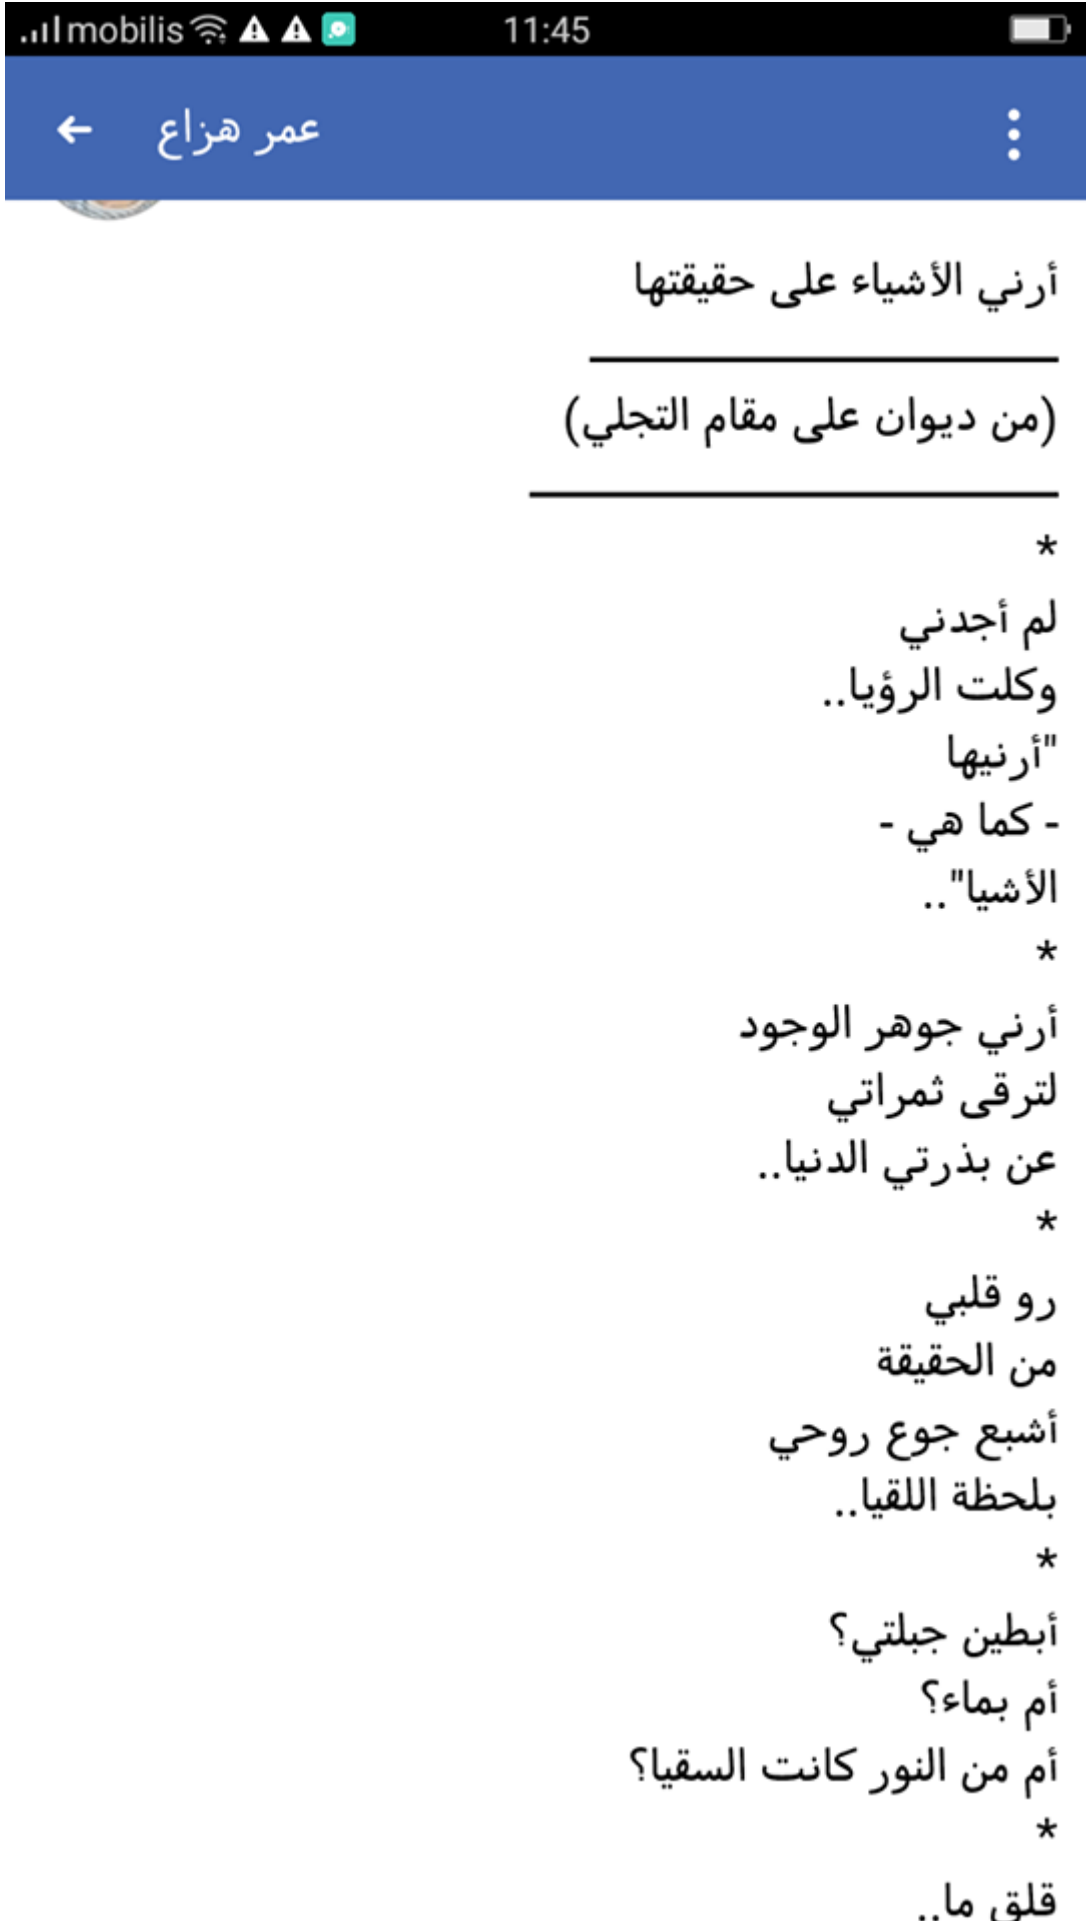 mobilis 11:45
عمر هزاع
أرني الأشياء على حقيقتها
(من ديوان على مقام التجلي)
*
لم أجدني
وكلت الرؤيا..
"أرنيها
- كما هي -
الأشيا"..
*
أرني جوهر الوجود
لترقى ثمراتي
عن بذرتي الدنيا..
*
رو قلبي
من الحقيقة
أشبع جوع روحي
بلحظة اللقيا..
*
أبطين جبلتي؟
أم بماء؟
أم من النور كانت السقيا؟
*
قلق ما..